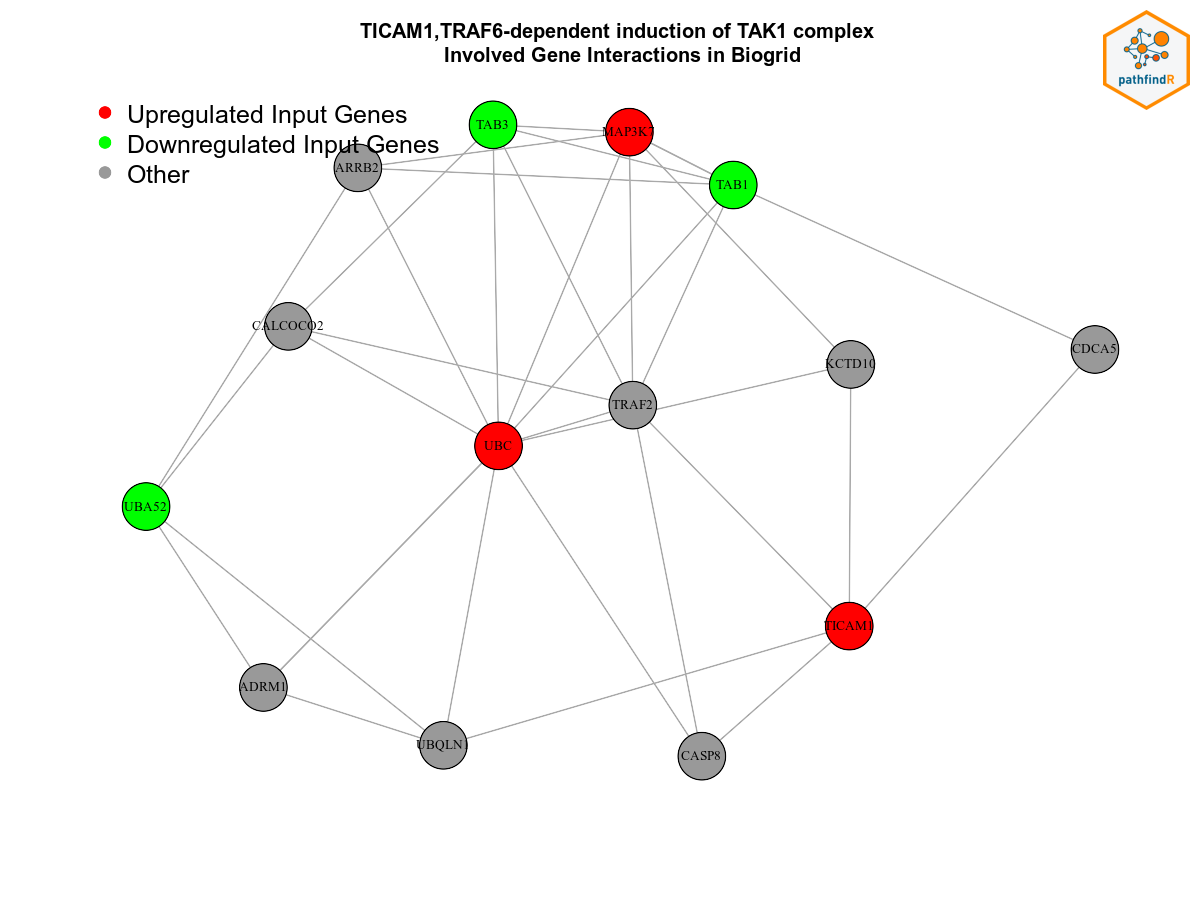 TICAM1,TRAF6-dependent induction of TAK1 complex
Involved Gene Interactions in Biogrid
pathfindR
Upregulated Input Genes
Downregulated Input Genes
Other
TAB3
MAP3K7
ARRB2
TAB1
CALCOCO2
KCTD10
CDCA5
TRAF2
UBC
UBA52
TICAM1
ADRM1
UBQLN1
CASP8